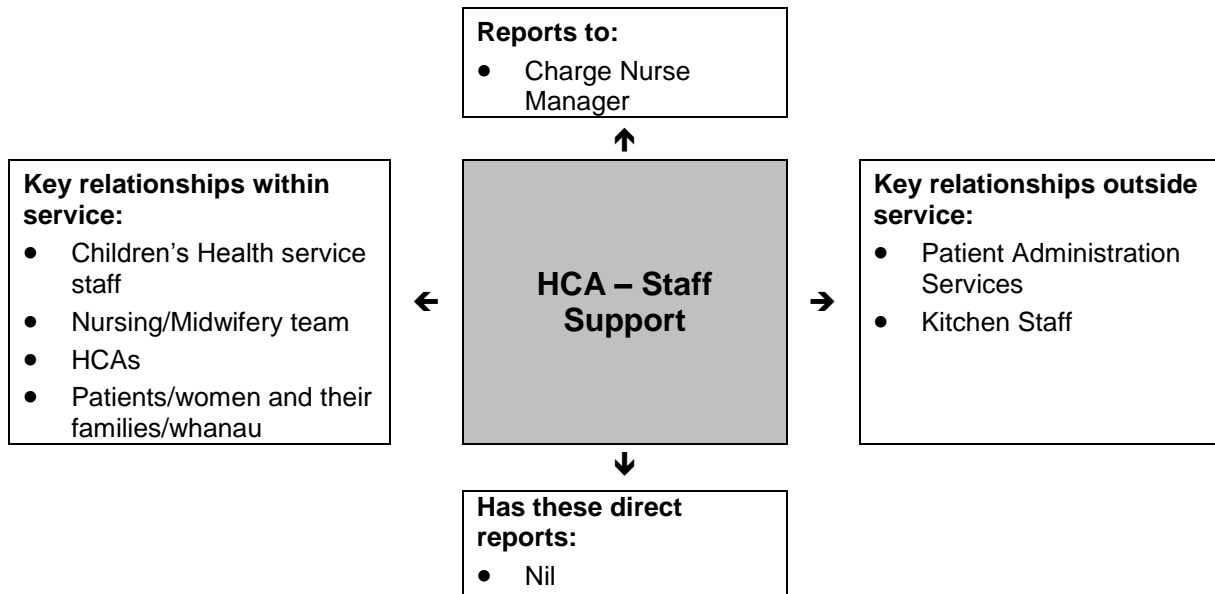 Reports to:
● Charge Nurse
Manager
↑
Key relationships within
service:
● Children’s Health service
staff
● Nursing/Midwifery team
● HCAs
● Patients/women and their
families/whanau
←
HCA – Staff
Support
→
Key relationships outside
service:
● Patient Administration
Services
● Kitchen Staff
↓
Has these direct
reports:
● Nil